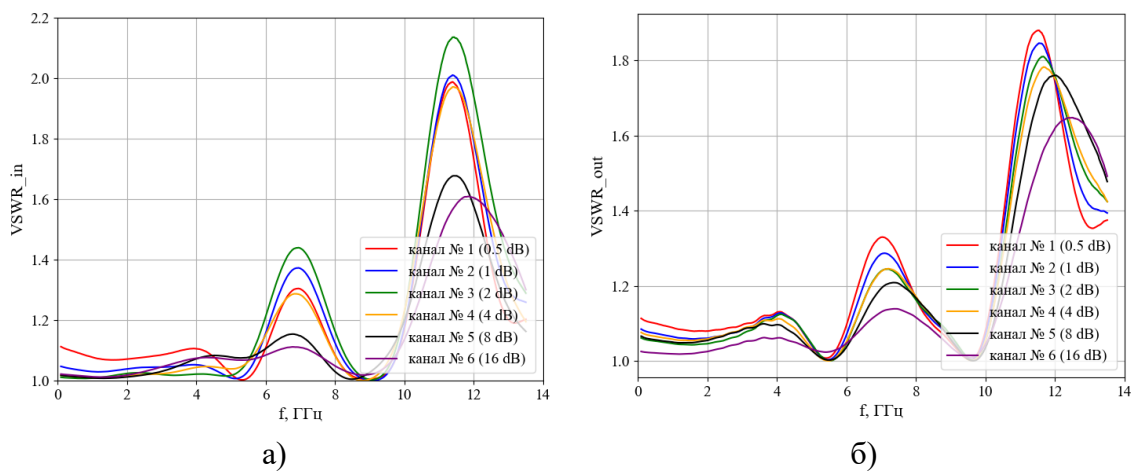 2.2
2.0
1.8
1.6
1.4
1.2
1.0
VSWR_in
0 2 4 6 8 10 12 14
f, ГГц
канал № 1 (0.5 dB)
канал № 2 (1 dB)
канал № 3 (2 dB)
канал № 4 (4 dB)
канал № 5 (8 dB)
канал № 6 (16 dB)
а)
1.8
1.6
1.4
1.2
1.0
VSWR_out
0 2 4 6 8 10 12 14
f, ГГц
канал № 1 (0.5 dB)
канал № 2 (1 dB)
канал № 3 (2 dB)
канал № 4 (4 dB)
канал № 5 (8 dB)
канал № 6 (16 dB)
б)